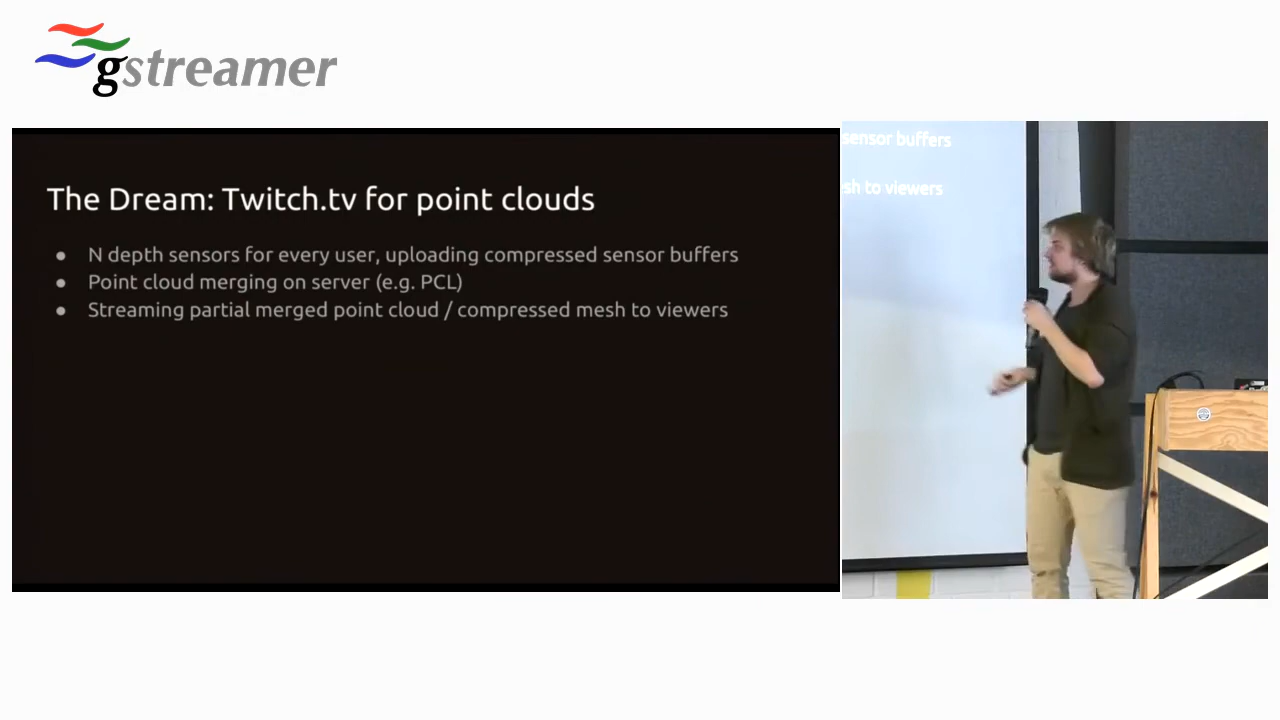 gstreamer
The Dream: Twitch.tv for point clouds
● N depth sensors for every user, uploading compressed sensor buffers
● Point cloud merging on server (e.g. PCL)
● Streaming partial merged point cloud / compressed mesh to viewers
sensor buffers
esh to viewers